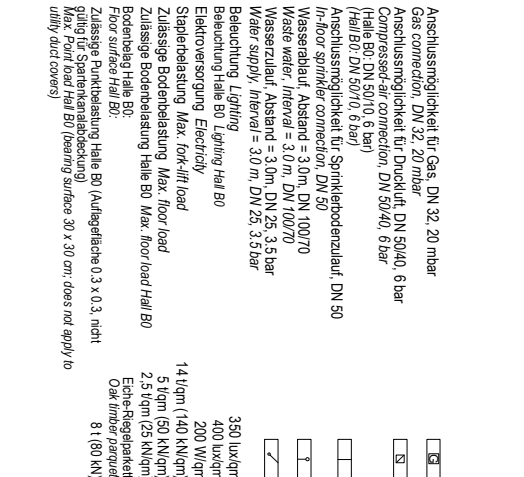 Anschlussmöglichkeit für Gas, DN 32, 20 mbar
Gas connection, DN 32, 20 mbar
G
Anschlussmöglichkeit für Druckluft, DN 50/40, 6 bar
Compressed-air connection, DN 50/40, 6 bar
(Halle B0: DN 50/10, 6 bar)
(Hall B0: DN 50/10, 6 bar)
Anschlussmöglichkeit für Sprinklerbodenzulauf, DN 50
In-floor sprinkler connection, DN 50
Wasserablauf, Abstand = 3.0m, DN 100/70
Waste water, Interval = 3.0 m, DN 100/70
Wasserzulauf, Abstand = 3.0m, DN 25, 3.5 bar
Water supply, Interval = 3.0 m, DN 25, 3.5 bar
Beleuchtung Lighting 350 lux/qm
Beleuchtung Halle B0 Lighting Hall B0 400 lux/qm
Elektroversorgung Electricity 200 W/qm
Staplerbelastung Max. fork-lift load 14 t/qm (140 kN/qm)
Zulässige Bodenbelastung Max. floor load 5 t/qm (50 kN/qm)
Zulässige Bodenbelastung Halle B0 Max. floor load Hall B0 2,5 t/qm (25 kN/qm)
Bodenbelag Halle B0: Eiche-Riegelparkett
Floor surface Hall B0: Oak timber parquet
Zulässige Punktbelastung Halle B0 (Auflagefläche 0.3 x 0.3, nicht 8 t (80 kN)
gültig für Spartenkanalabdeckung)
Max. Point load Hall B0 (bearing surface 30 x 30 cm; does not apply to
utility duct covers)